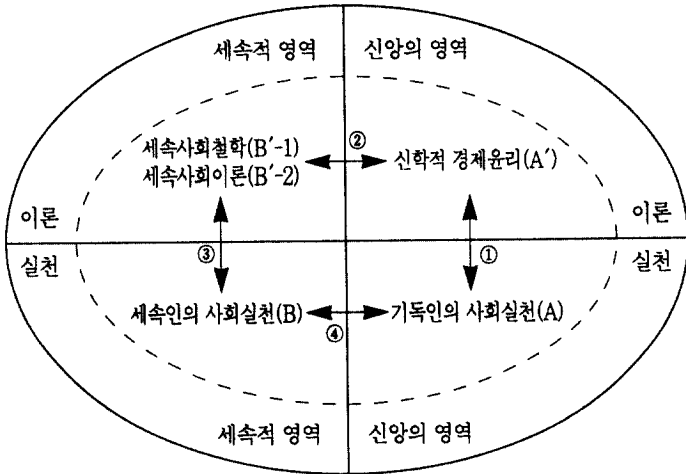 세속적 영역 신앙의 영역
②
세속사회철학(B′-1)
세속사회이론(B′-2)
신학적 경제윤리(A′)
이론 이론
실천 실천
③ ①
세속인의 사회실천(B) 기독인의 사회실천(A)
④
세속적 영역 신앙의 영역